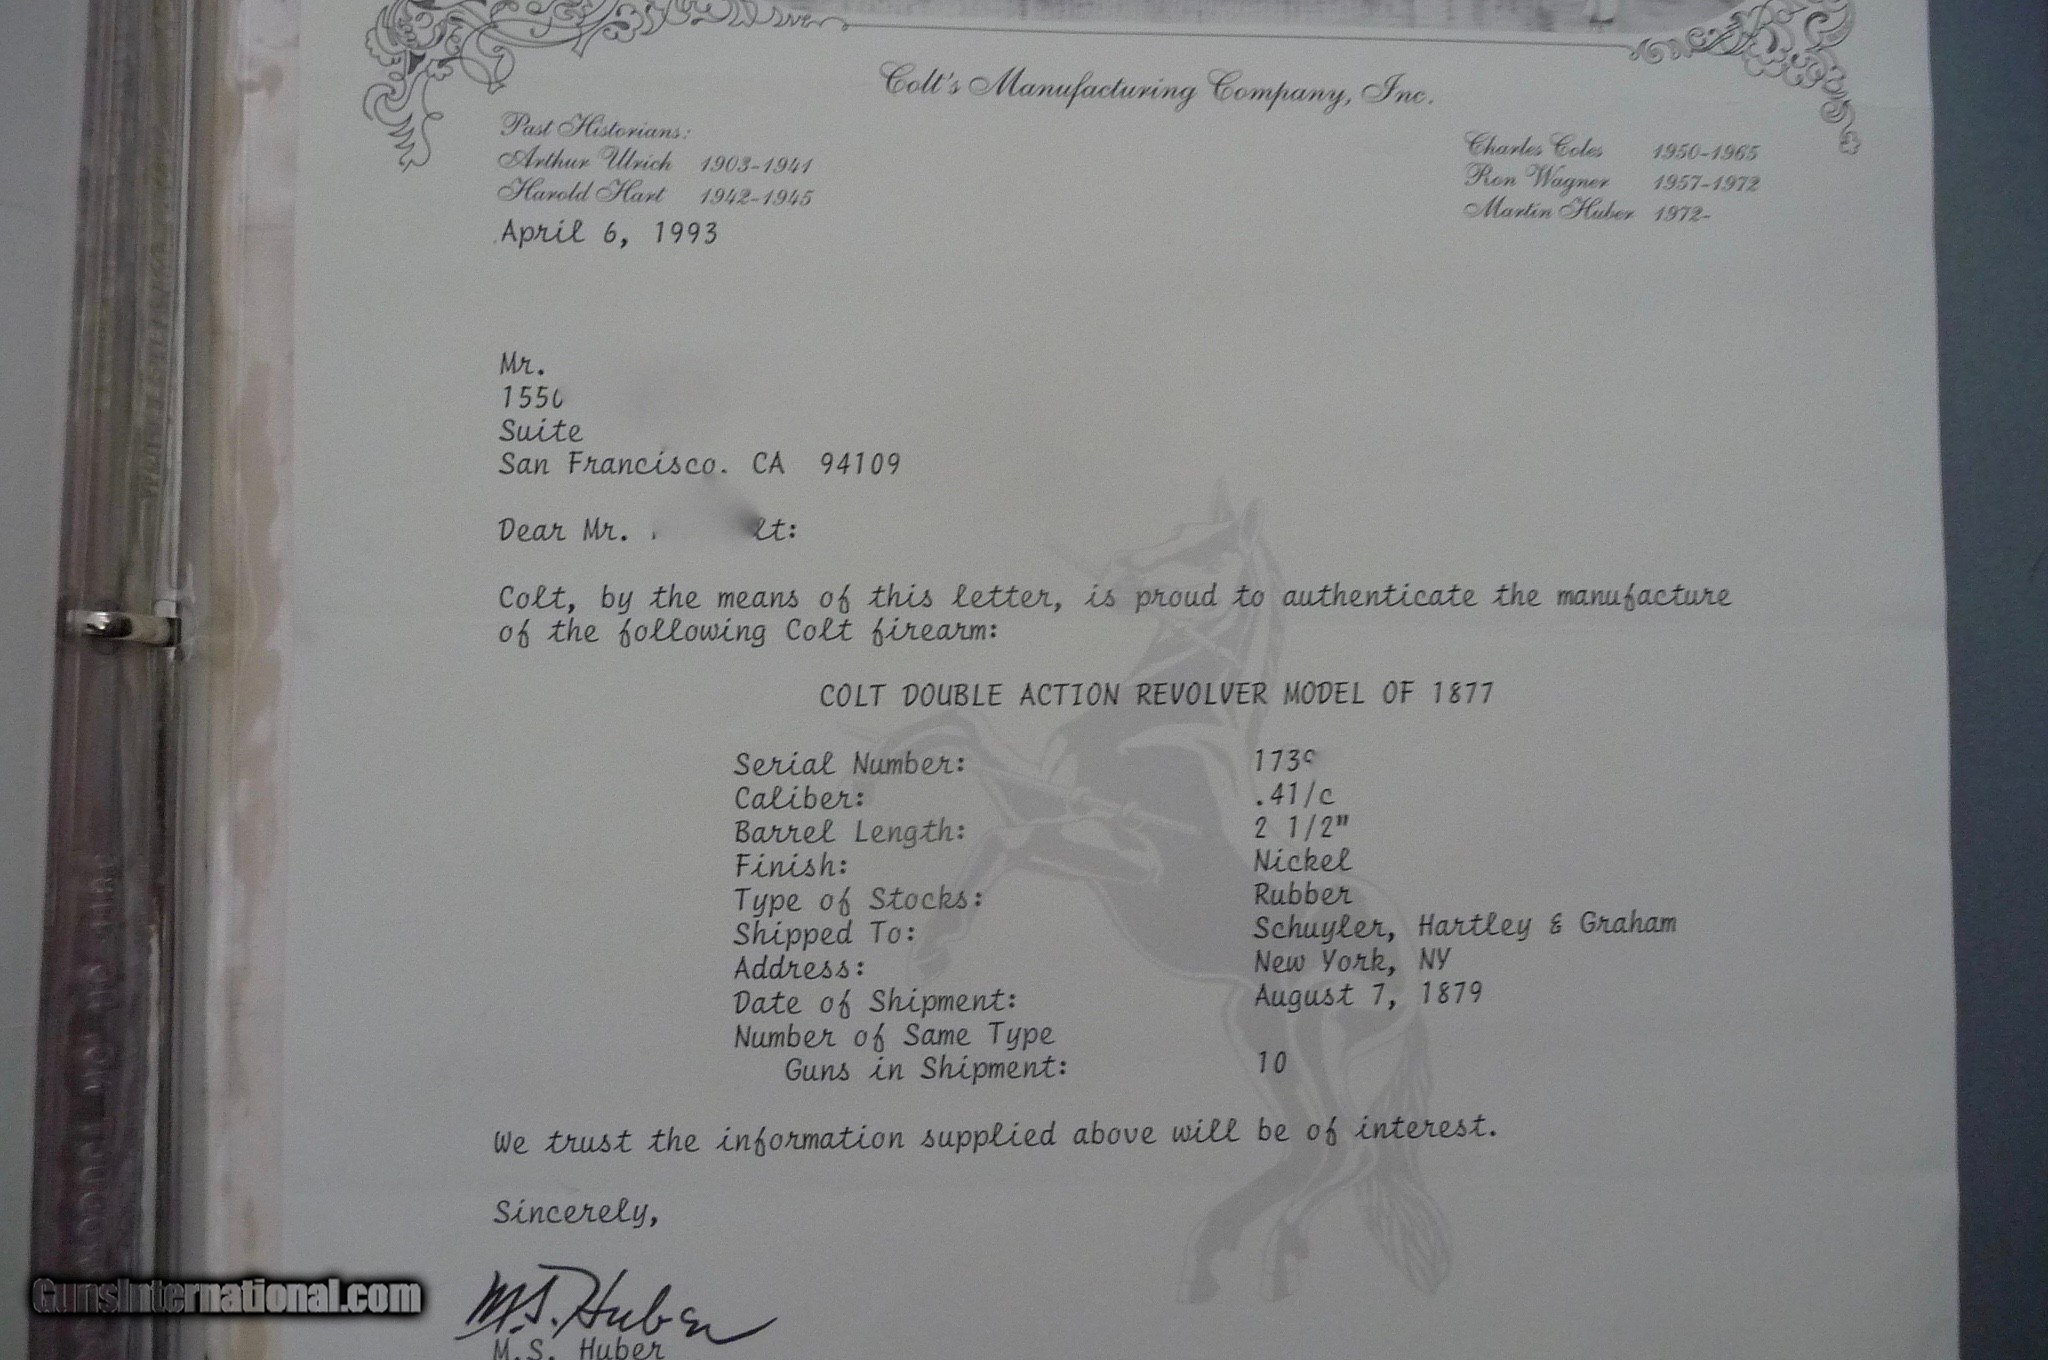 Colt's Manufacturing Company, Inc.
Past Historians:
Arthur Ulrich 1903-1941
Harold Hart 1942-1945
Charles Coles 1950-1965
Ron Wagner 1957-1972
Martin Huber 1972-
April 6, 1993
Mr.
155
Suite
San Francisco. CA 94109
Dear Mr. lt:
Colt, by the means of this letter, is proud to authenticate the manufacture
of the following Colt firearm:
COLT DOUBLE ACTION REVOLVER MODEL OF 1877
Serial Number: 173
Caliber: .41/c
Barrel Length: 2 1/2"
Finish: Nickel
Type of Stocks: Rubber
Shipped To: Schuyler, Hartley & Graham
Address: New York, NY
Date of Shipment: August 7, 1879
Number of Same Type
Guns in Shipment: 10
We trust the information supplied above will be of interest.
Sincerely,
M.S. Huber
M.S. Huber
GunsInternational.com